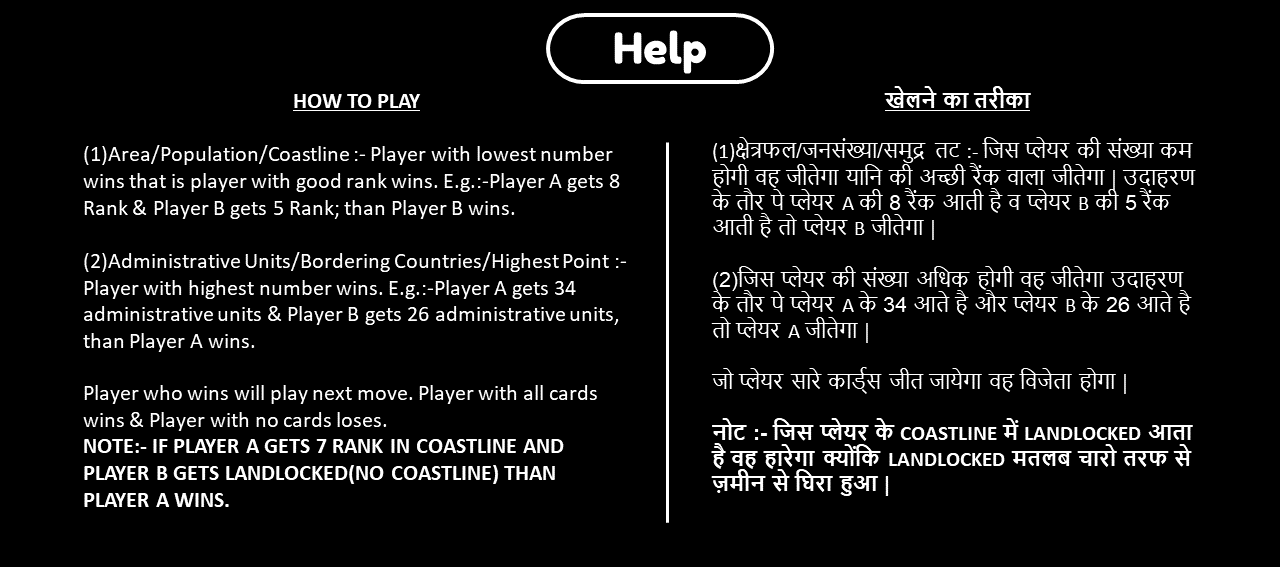 Help
HOW TO PLAY
(1)Area/Population/Coastline :- Player with lowest number
wins that is player with good rank wins. E.g.:-Player A gets 8
Rank & Player B gets 5 Rank; than Player B wins.
(2)Administrative Units/Bordering Countries/Highest Point :-
Player with highest number wins. E.g.:-Player A gets 34
administrative units & Player B gets 26 administrative units,
than Player A wins.
Player who wins will play next move. Player with all cards
wins & Player with no cards loses.
NOTE:- IF PLAYER A GETS 7 RANK IN COASTLINE AND
PLAYER B GETS LANDLOCKED(NO COASTLINE) THAN
PLAYER A WINS.
खेलने का तरीका
(1)क्षेत्रफल/जनसंख्या/समुद्र तट :- जिस प्लेयर की संख्या कम
होगी वह जीतेगा यानि की अच्छी रैंक वाला जीतेगा | उदाहरण
के तौर पे प्लेयर A की 8 रैंक आती है व प्लेयर B की 5 रैंक
आती है तो प्लेयर B जीतेगा |
(2)जिस प्लेयर की संख्या अधिक होगी वह जीतेगा उदाहरण
के तौर पे प्लेयर A के 34 आते है और प्लेयर B के 26 आते है
तो प्लेयर A जीतेगा |
जो प्लेयर सारे कार्ड्स जीत जायेगा वह विजेता होगा |
नोट :- जिस प्लेयर के COASTLINE में LANDLOCKED आता
है वह हारेगा क्योंकि LANDLOCKED मतलब चारो तरफ से
ज़मीन से घिरा हुआ |